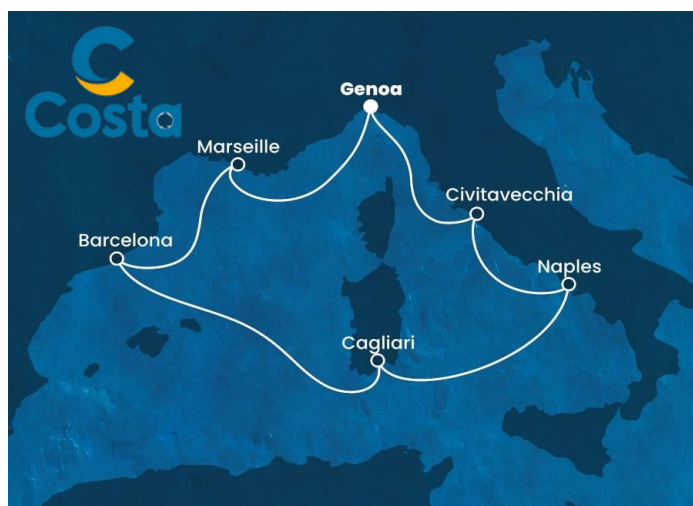 Costa
Genoa
Marseille
Civitavecchia
Barcelona
Naples
Cagliari